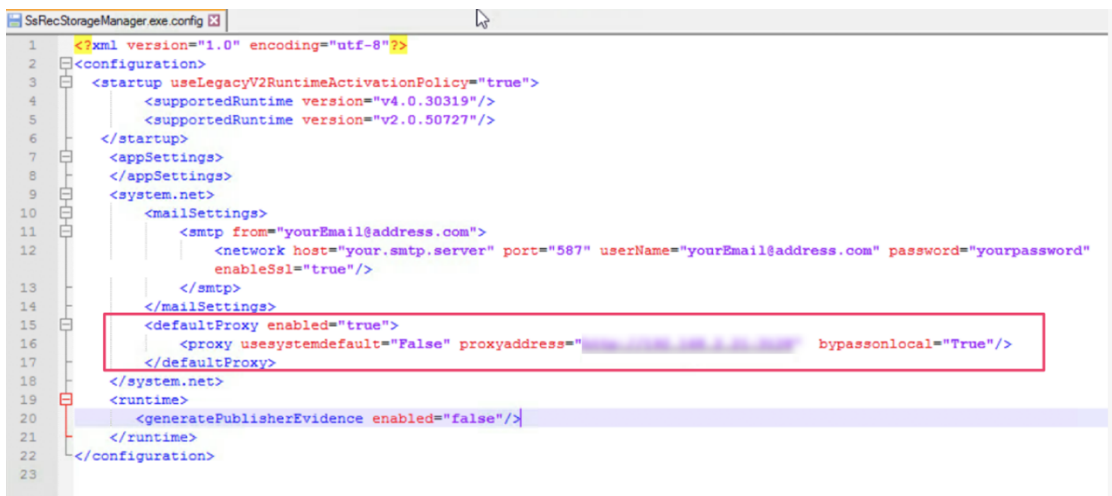 SsRecStorageManager.exe.config
1 <?xml version="1.0" encoding="utf-8"?>
2 <configuration>
3 <startup useLegacyV2RuntimeActivationPolicy="true">
4 <supportedRuntime version="v4.0.30319"/>
5 <supportedRuntime version="v2.0.50727"/>
6 </startup>
7 <appSettings>
8 </appSettings>
9 <system.net>
10 <mailSettings>
11 <smtp from="yourEmail@address.com">
12 <network host="your.smtp.server" port="587" userName="yourEmail@address.com" password="yourpassword"
enableSsl="true"/>
13 </smtp>
14 </mailSettings>
15 <defaultProxy enabled="true">
16 <proxy usesystemdefault="False" proxyaddress=" bypassonlocal="True"/>
17 </defaultProxy>
18 </system.net>
19 <runtime>
20 <generatePublisherEvidence enabled="false"/>
21 </runtime>
22 </configuration>
23